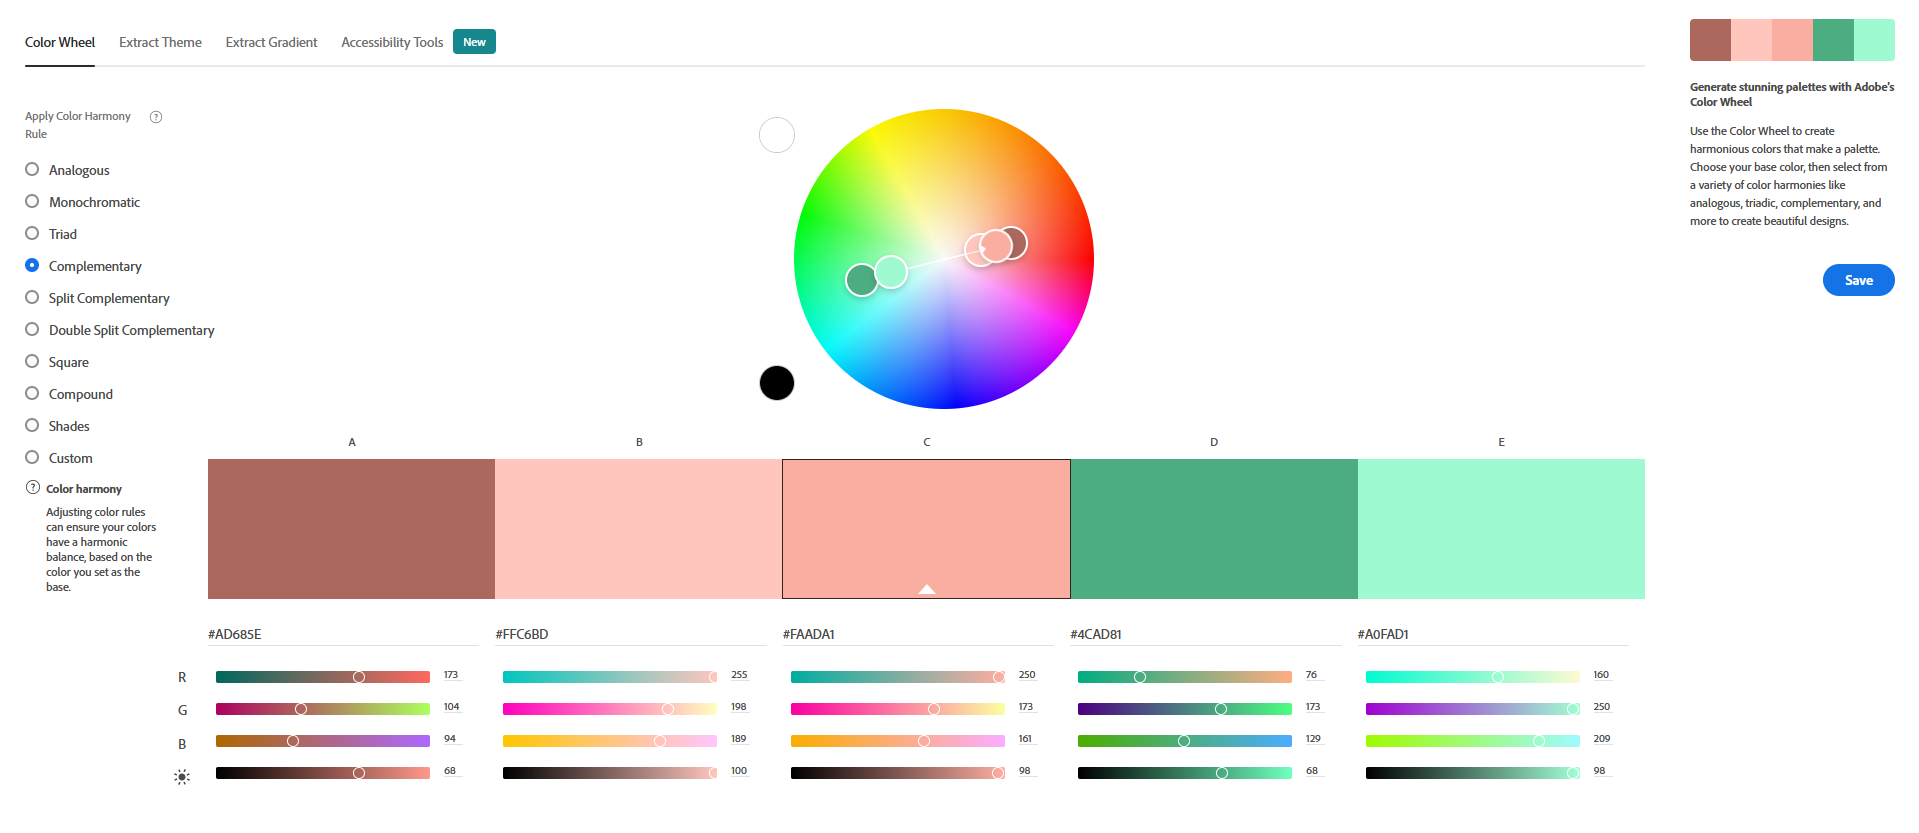 Color Wheel Extract Theme Extract Gradient Accessibility Tools New
Apply Color Harmony
Rule
?
Analogous
Monochromatic
Triad
Complementary
Split Complementary
Double Split Complementary
Square
Compound
Shades
Custom
? Color harmony
Adjusting color rules
can ensure your colors
have a harmonic
balance, based on the
color you set as the
base.
A B C D E
#AD685E #FFC6BD #FAADA1 #4CAD81 #A0FAD1
R 173 255 250 76 160
G 104 198 173 173 250
B 94 189 161 129 209
68 100 98 68 98
Generate stunning palettes with Adobe's
Color Wheel
Use the Color Wheel to create
harmonious colors that make a palette.
Choose your base color, then select from
a variety of color harmonies like
analogous, triadic, complementary, and
more to create beautiful designs.
Save